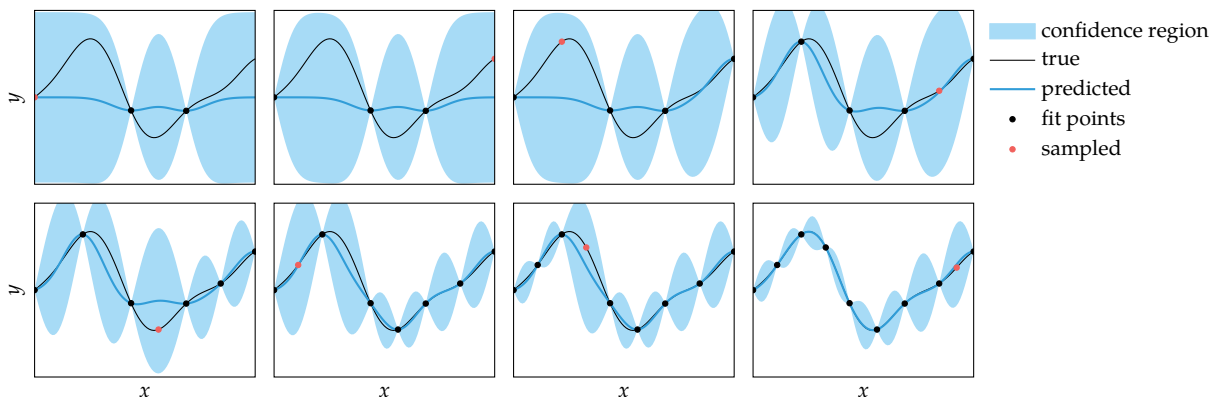 y
confidence region
true
predicted
fit points
sampled
y
x
x
x
x